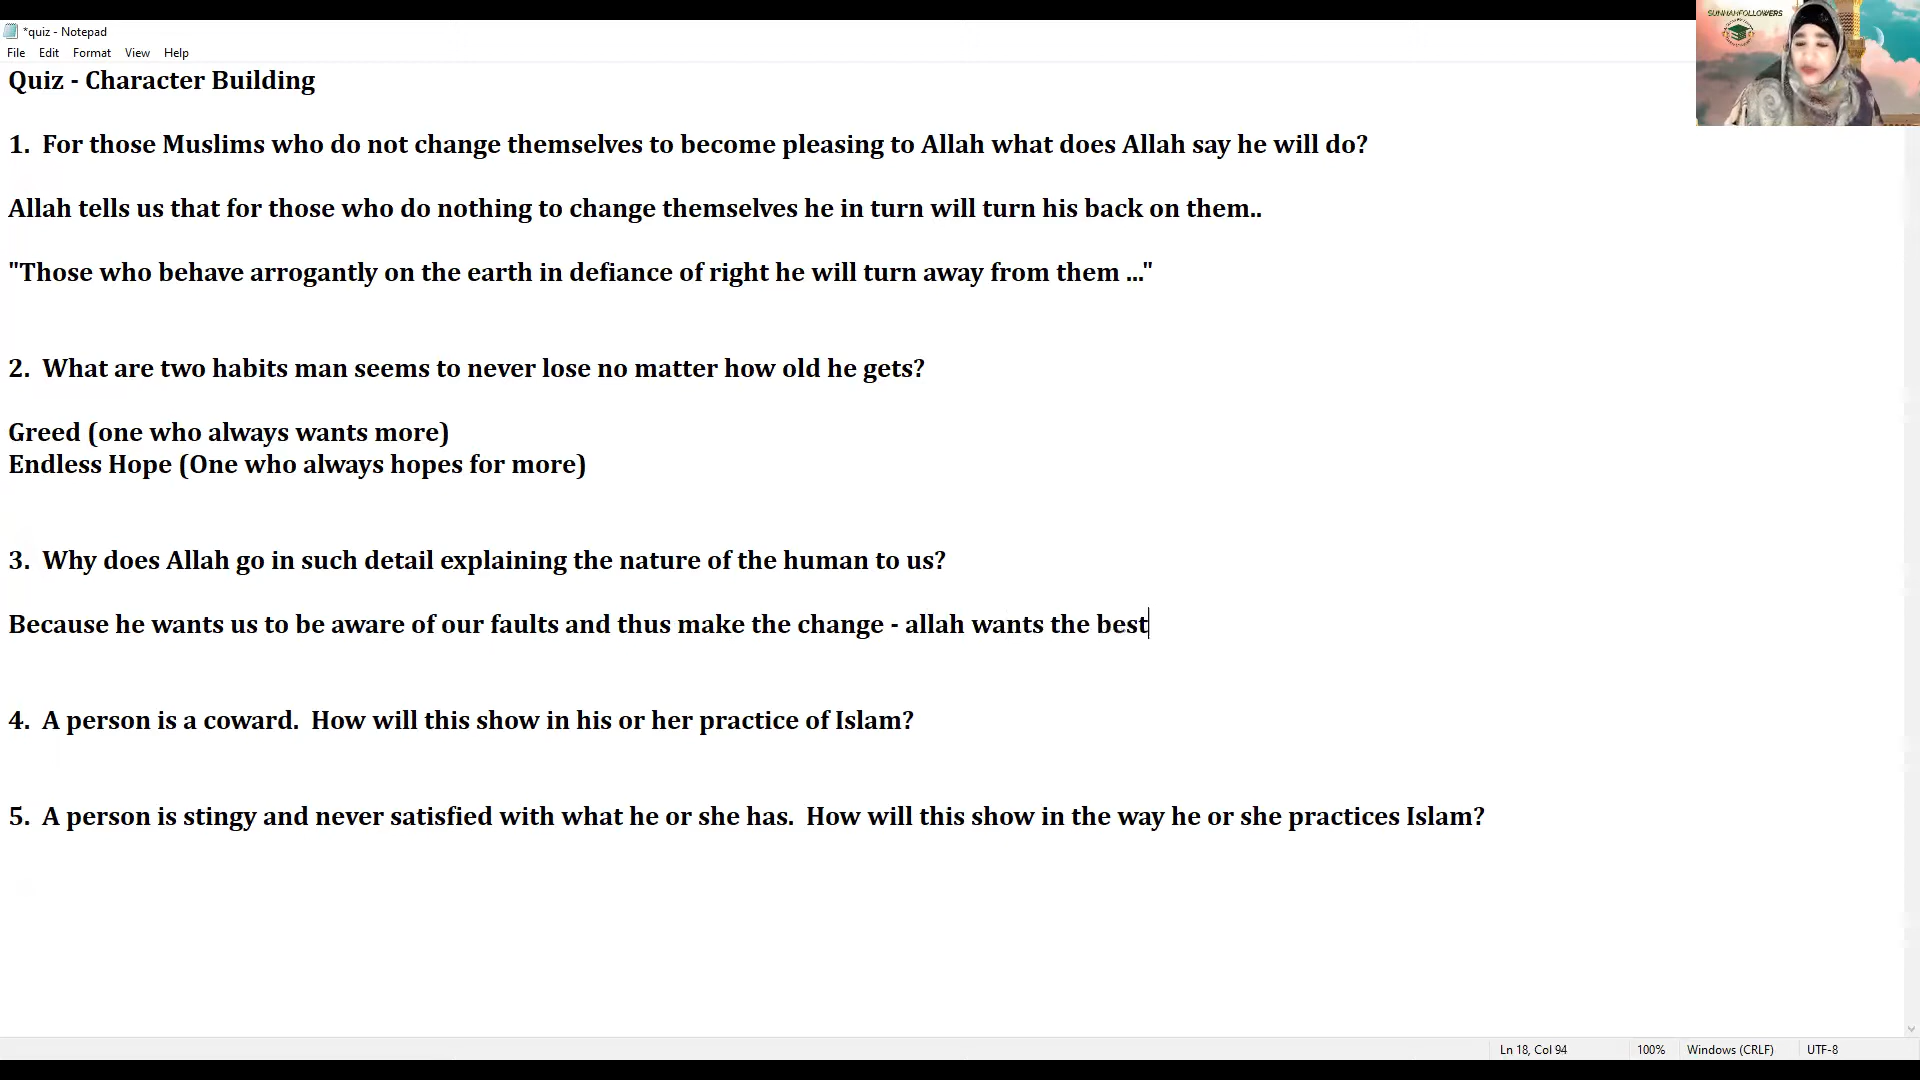 *quiz - Notepad
File Edit Format View Help
Quiz - Character Building
1.  For those Muslims who do not change themselves to become pleasing to Allah what does Allah say he will do?
Allah tells us that for those who do nothing to change themselves he in turn will turn his back on them..
"Those who behave arrogantly on the earth in defiance of right he will turn away from them ..."
2.  What are two habits man seems to never lose no matter how old he gets?
Greed (one who always wants more)
Endless Hope (One who always hopes for more)
3.  Why does Allah go in such detail explaining the nature of the human to us?
Because he wants us to be aware of our faults and thus make the change - allah wants the best
4.  A person is a coward.  How will this show in his or her practice of Islam?
5.  A person is stingy and never satisfied with what he or she has.  How will this show in the way he or she practices Islam?
SUNNAHFOLLOWERS
Ln 18, Col 94 100% Windows (CRLF) UTF-8